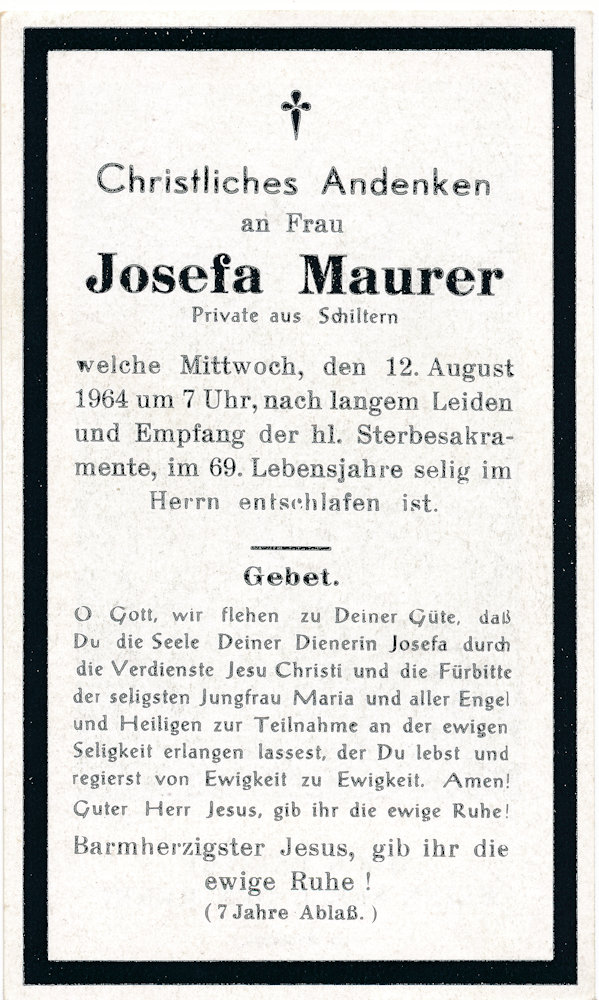 Christliches Andenken
an Frau
Josefa Maurer
Private aus Schiltern
welche Mittwoch, den 12. August
1964 um 7 Uhr, nach langem Leiden
und Empfang der hl. Sterbesakra-
mente, im 69. Lebensjahre selig im
Herrn entschlafen ist.
Gebet.
O Gott, wir flehen zu Deiner Güte, daß
Du die Seele Deiner Dienerin Josefa durch
die Verdienste Jesu Christi und die Fürbitte
der seligsten Jungfrau Maria und aller Engel
und Heiligen zur Teilnahme an der ewigen
Seligkeit erlangen lassest, der Du lebst und
regierst von Ewigkeit zu Ewigkeit. Amen!
Guter Herr Jesus, gib ihr die ewige Ruhe!
Barmherzigster Jesus, gib ihr die
ewige Ruhe !
(7 Jahre Ablaß.)